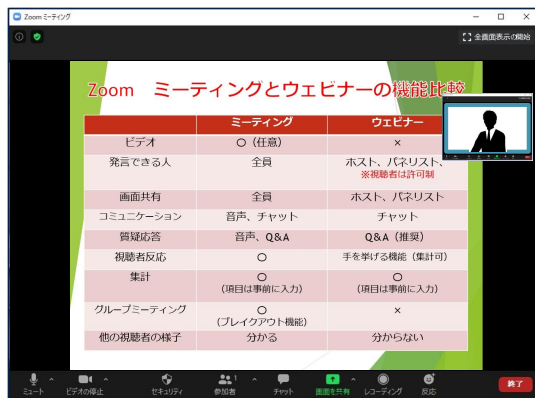 Zoom ミーティング
全画面表示の開始
Zoom ミーティングとウェビナーの機能比較
ミーティング ウェビナー
ビデオ 〇（任意） ×
発言できる人 全員 ホスト、パネリスト、
※視聴者は許可制
画面共有 全員 ホスト、パネリスト
コミュニケーション 音声、チャット チャット
質疑応答 音声、Q&A Q&A（推奨）
視聴者反応 〇 手を挙げる機能（集計可）
集計 〇 〇
（項目は事前に入力） （項目は事前に入力）
グループミーティング 〇 ×
（ブレイクアウト機能）
他の視聴者の様子 分かる 分からない
ミュート ビデオの停止 セキュリティ 参加者 1 チャット 画面を共有 レコーディング 反応 終了